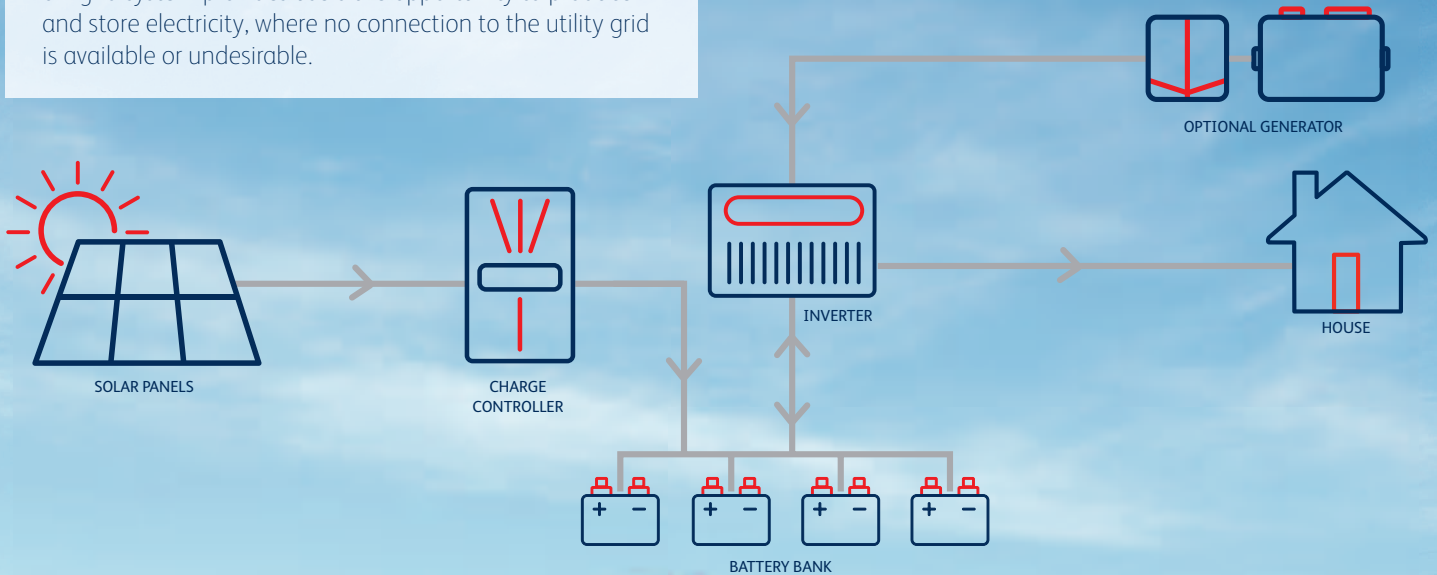 and store electricity, where no connection to the utility grid
is available or undesirable.
OPTIONAL GENERATOR
INVERTER
HOUSE
SOLAR PANELS
CHARGE
CONTROLLER
+ −
+ −
+ −
+ −
BATTERY BANK